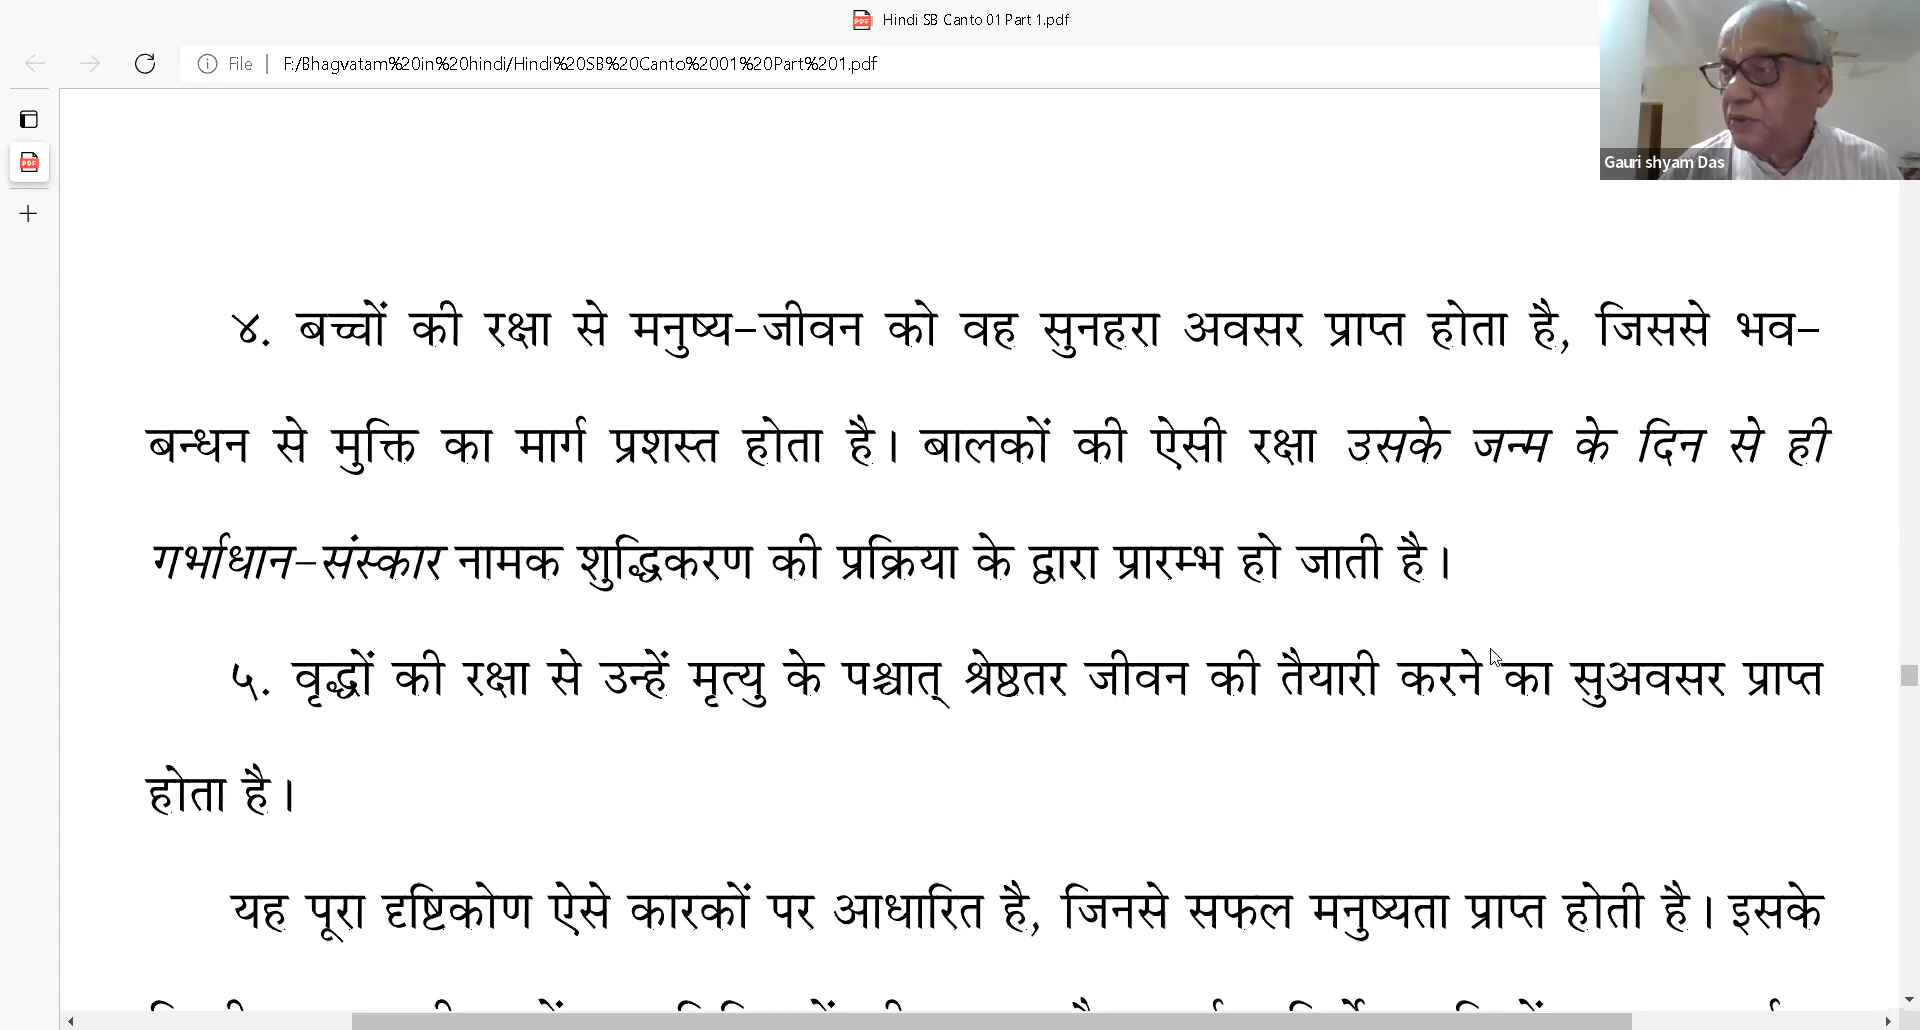 Hindi SB Canto 01 Part 1.pdf
File | F:/Bhagvatam%20in%20hindi/Hindi%20SB%20Canto%2001%20Part%201.pdf
Gauri shyam Das
४. बच्चों की रक्षा से मनुष्य-जीवन को वह सुनहरा अवसर प्राप्त होता है, जिससे भव-
बन्धन से मुक्ति का मार्ग प्रशस्त होता है। बालकों की ऐसी रक्षा उसके जन्म के दिन से ही
गर्भाधान-संस्कार नामक शुद्धिकरण की प्रक्रिया के द्वारा प्रारम्भ हो जाती है।
५. वृद्धों की रक्षा से उन्हें मृत्यु के पश्चात् श्रेष्ठतर जीवन की तैयारी करने का सुअवसर प्राप्त
होता है।
यह पूरा दृष्टिकोण ऐसे कारकों पर आधारित है, जिनसे सफल मनुष्यता प्राप्त होती है। इसके